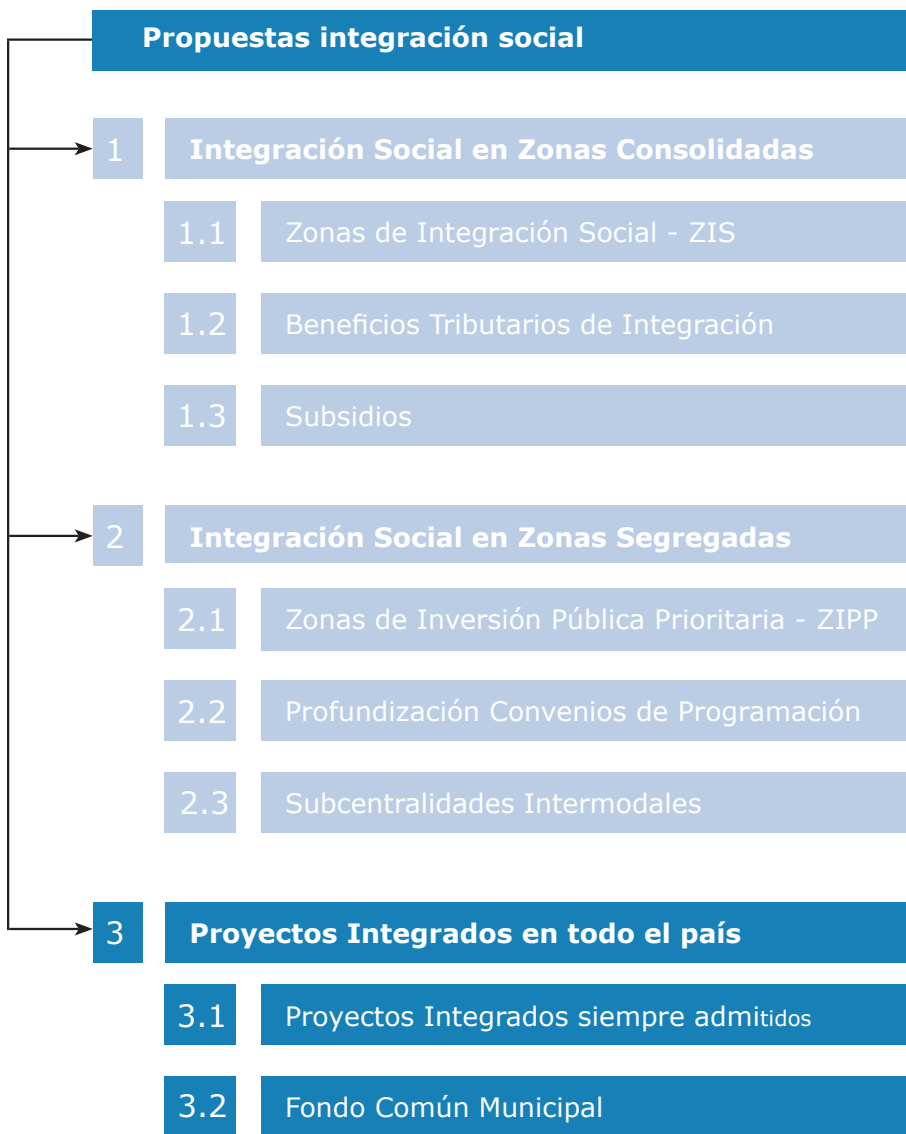 Propuestas integración social
1 Integración Social en Zonas Consolidadas
1.1 Zonas de Integración Social - ZIS
1.2 Beneficios Tributarios de Integración
1.3 Subsidios
2 Integración Social en Zonas Segregadas
2.1 Zonas de Inversión Pública Prioritaria - ZIPP
2.2 Profundización Convenios de Programación
2.3 Subcentralidades Intermodales
3 Proyectos Integrados en todo el país
3.1 Proyectos Integrados siempre admitidos
3.2 Fondo Común Municipal